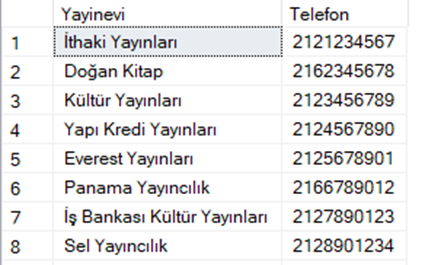 Yayinevi Telefon
1 İthaki Yayınları 2121234567
2 Doğan Kitap 2162345678
3 Kültür Yayınları 2123456789
4 Yapı Kredi Yayınları 2124567890
5 Everest Yayınları 2125678901
6 Panama Yayıncılık 2166789012
7 İş Bankası Kültür Yayınları 2127890123
8 Sel Yayıncılık 2128901234